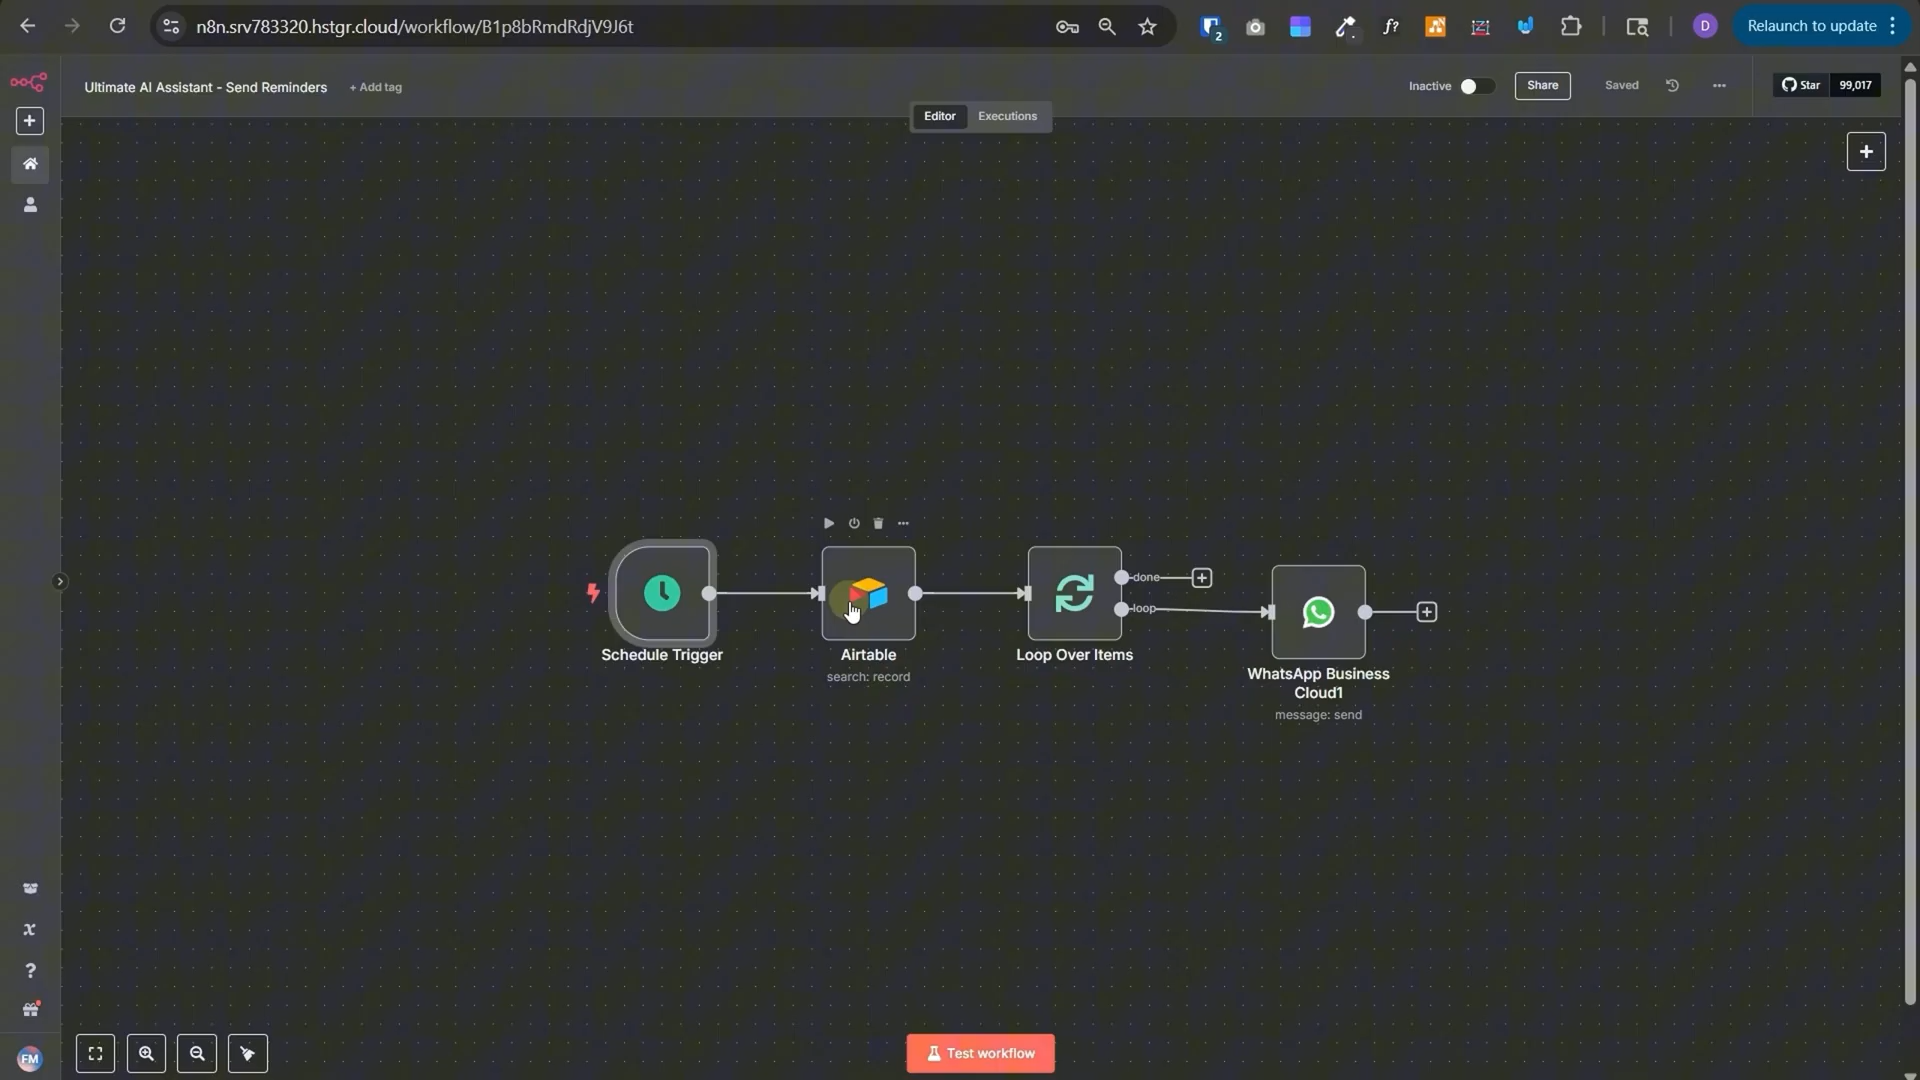 n8n.srv783320.hstgr.cloud/workflow/B1p8bRmdRdjV9J6t
2
f?
D
Relaunch to update
Ultimate AI Assistant - Send Reminders
+ Add tag
Inactive
Share
Saved
Star
99,017
Editor
Executions
done
loop
Schedule Trigger
Airtable
search: record
Loop Over Items
WhatsApp Business
Cloud1
message: send
FM
Test workflow